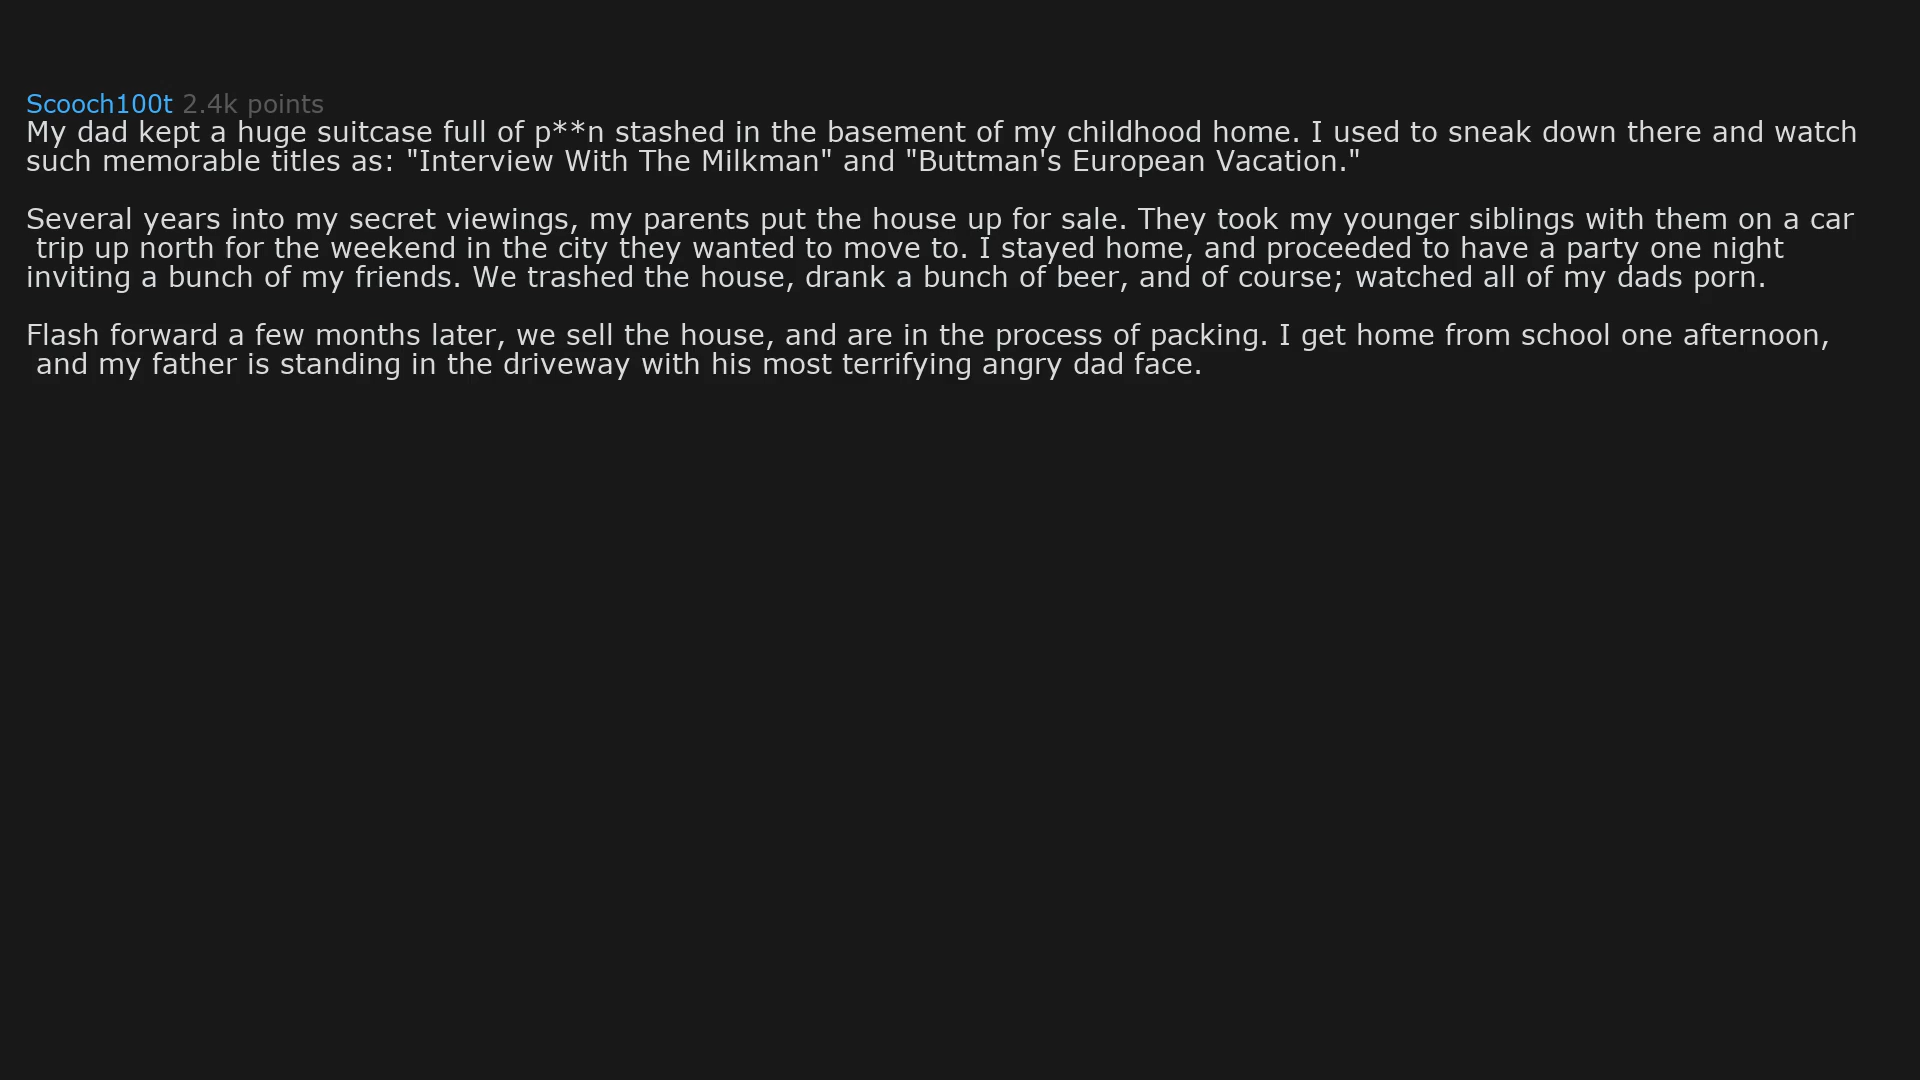 Scooch100t 2.4k points
My dad kept a huge suitcase full of p**n stashed in the basement of my childhood home. I used to sneak down there and watch
such memorable titles as: "Interview With The Milkman" and "Buttman's European Vacation."
Several years into my secret viewings, my parents put the house up for sale. They took my younger siblings with them on a car
trip up north for the weekend in the city they wanted to move to. I stayed home, and proceeded to have a party one night
inviting a bunch of my friends. We trashed the house, drank a bunch of beer, and of course; watched all of my dads porn.
Flash forward a few months later, we sell the house, and are in the process of packing. I get home from school one afternoon,
and my father is standing in the driveway with his most terrifying angry dad face.